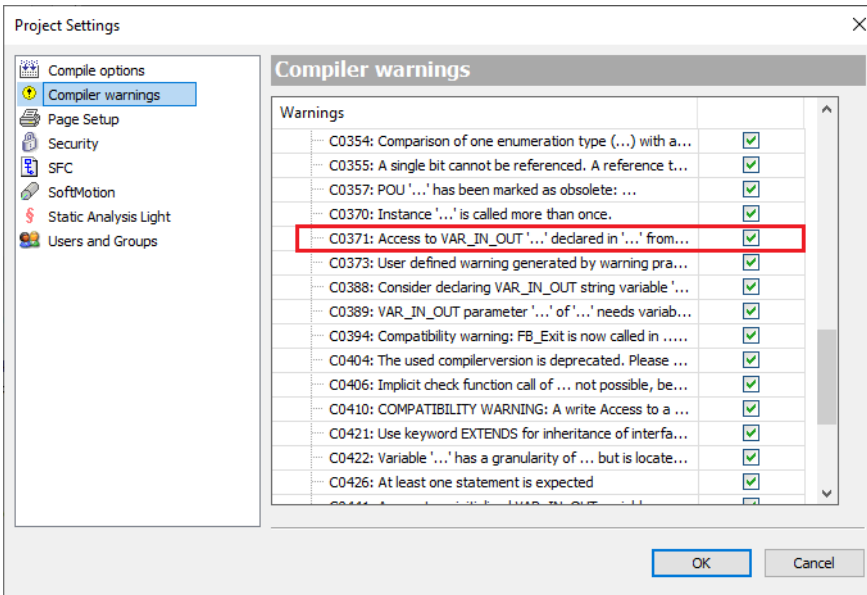 Project Settings
Compile options
Compiler warnings
Page Setup
Security
SFC
SoftMotion
Static Analysis Light
Users and Groups
Compiler warnings
Warnings
C0354: Comparison of one enumeration type (...) with a...
C0355: A single bit cannot be referenced. A reference t...
C0357: POU '...' has been marked as obsolete: ...
C0370: Instance '...' is called more than once.
C0371: Access to VAR_IN_OUT '...' declared in '...' from...
C0373: User defined warning generated by warning pra...
C0388: Consider declaring VAR_IN_OUT string variable '...
C0389: VAR_IN_OUT parameter '...' of '...' needs variab...
C0394: Compatibility warning: FB_Exit is now called in .....
C0404: The used compilerversion is deprecated. Please ...
C0406: Implicit check function call of ... not possible, be...
C0410: COMPATIBILITY WARNING: A write Access to a ...
C0421: Use keyword EXTENDS for inheritance of interfa...
C0422: Variable '...' has a granularity of ... but is locate...
C0426: At least one statement is expected
OK
Cancel